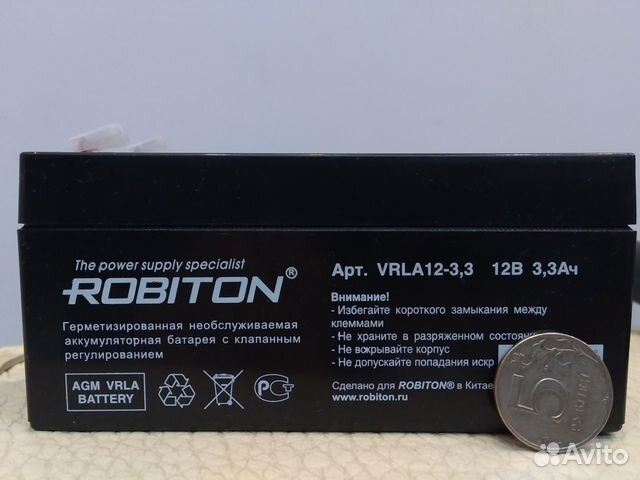 The power supply specialist
ROBITON®
Герметизированная необслуживаемая
аккумуляторная батарея с клапанным
регулированием
AGM VRLA
BATTERY
Арт. VRLA12-3,3 12В 3,3Ач
Внимание!
- Избегайте короткого замыкания между
клеммами
- Не храните в разряженном состоян
- Не вскрывайте корпус
- Не допускайте попадания искр
Сделано для ROBITON® в Китае
www.robiton.ru
5
РУБЛЕЙ
Avito